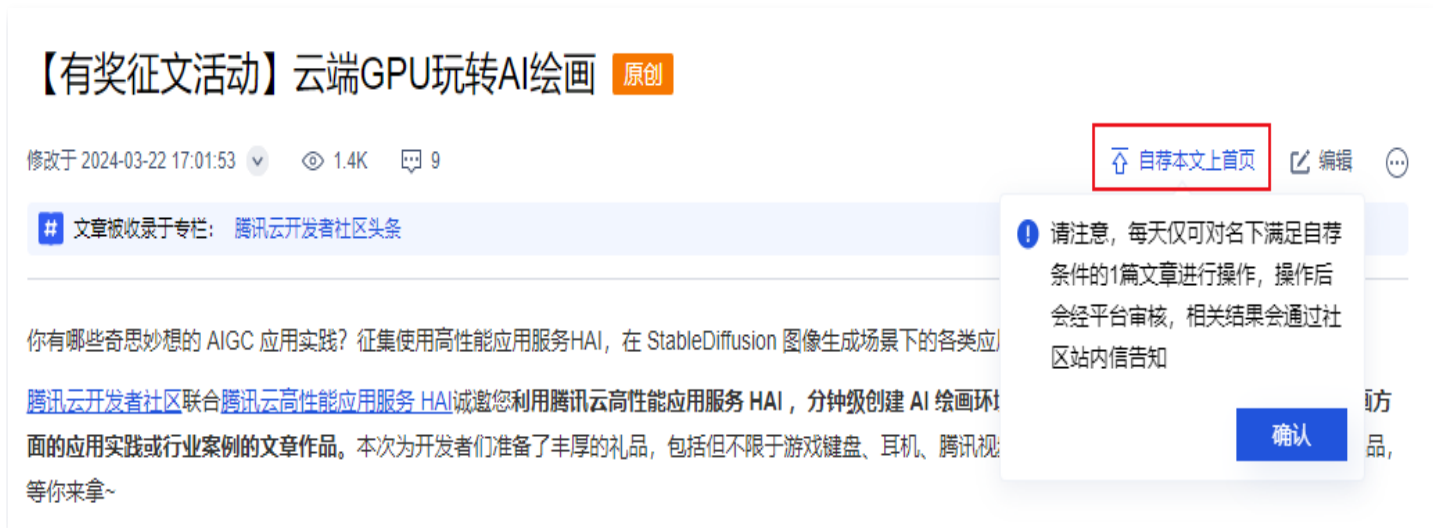 【有奖征文活动】云端GPU玩转AI绘画 原创
修改于 2024-03-22 17:01:53 1.4K 9 自荐本文上首页 编辑
# 文章被收录于专栏： 腾讯云开发者社区头条
请注意，每天仅可对名下满足自荐
条件的1篇文章进行操作，操作后
会经平台审核，相关结果会通过社
区站内信告知
确认
你有哪些奇思妙想的 AIGC 应用实践？征集使用高性能应用服务HAI，在 StableDiffusion 图像生成场景下的各类应
腾讯云开发者社区联合腾讯云高性能应用服务 HAI诚邀您利用腾讯云高性能应用服务 HAI ，分钟级创建 AI 绘画环 画方
面的应用实践或行业案例的文章作品。本次为开发者们准备了丰厚的礼品，包括但不限于游戏键盘、耳机、腾讯视 品，
等你来拿~